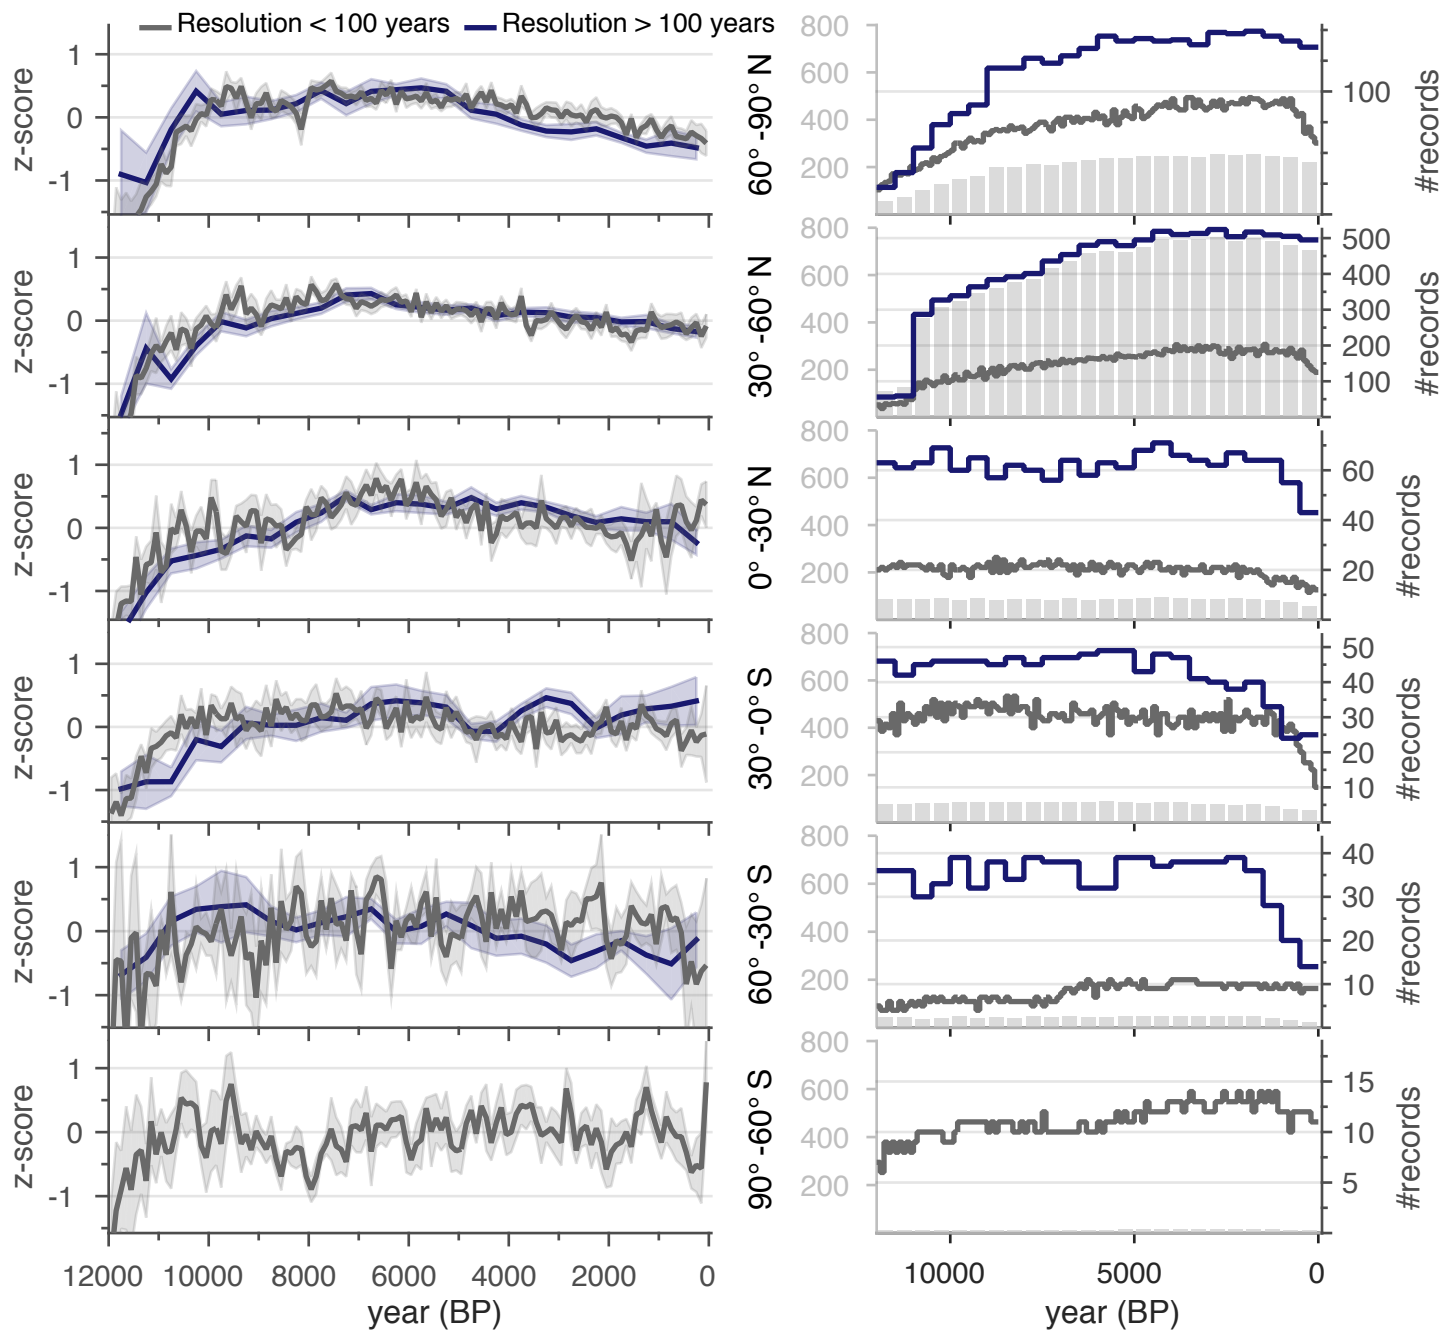 Resolution < 100 years
Resolution > 100 years
z-score
1
0
-1
60° -90° N
800
600
400
200
100
#records
z-score
1
0
-1
30° -60° N
800
600
400
200
500
400
300
200
100
#records
z-score
1
0
-1
0° -30° N
800
600
400
200
60
40
20
#records
z-score
1
0
-1
30° -0° S
800
600
400
200
50
40
30
20
10
#records
z-score
1
0
-1
60° -30° S
800
600
400
200
40
30
20
10
#records
z-score
1
0
-1
90° -60° S
800
600
400
200
15
10
5
#records
12000 10000 8000 6000 4000 2000 0
year (BP)
10000 5000 0
year (BP)